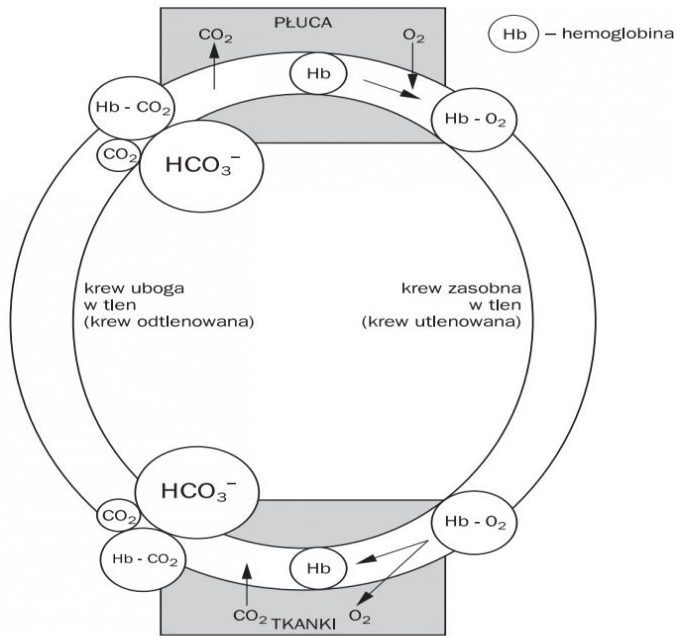 PŁUCA
CO₂
O₂
Hb – hemoglobina
Hb
Hb - CO₂
Hb - O₂
CO₂
HCO₃⁻
krew uboga
w tlen
(krew odtlenowana)
krew zasobna
w tlen
(krew utlenowana)
HCO₃⁻
CO₂
Hb - O₂
Hb - CO₂
Hb
CO₂
TKANKI
O₂